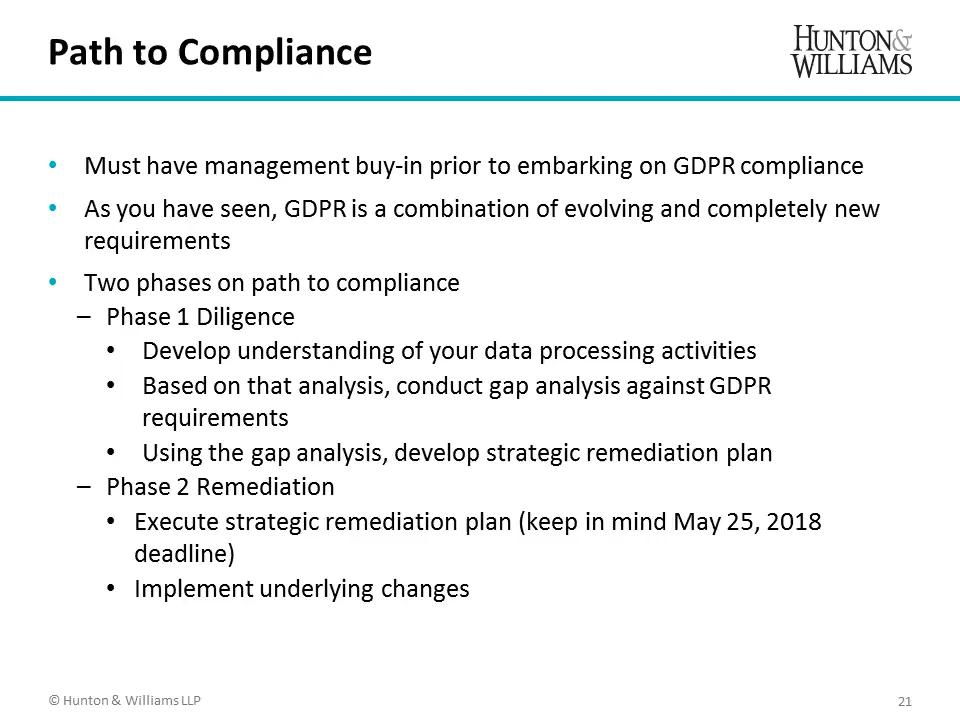 Path to Compliance
HUNTON&
WILLIAMS
• Must have management buy-in prior to embarking on GDPR compliance
• As you have seen, GDPR is a combination of evolving and completely new
requirements
• Two phases on path to compliance
– Phase 1 Diligence
• Develop understanding of your data processing activities
• Based on that analysis, conduct gap analysis against GDPR
requirements
• Using the gap analysis, develop strategic remediation plan
– Phase 2 Remediation
• Execute strategic remediation plan (keep in mind May 25, 2018
deadline)
• Implement underlying changes
© Hunton & Williams LLP
21